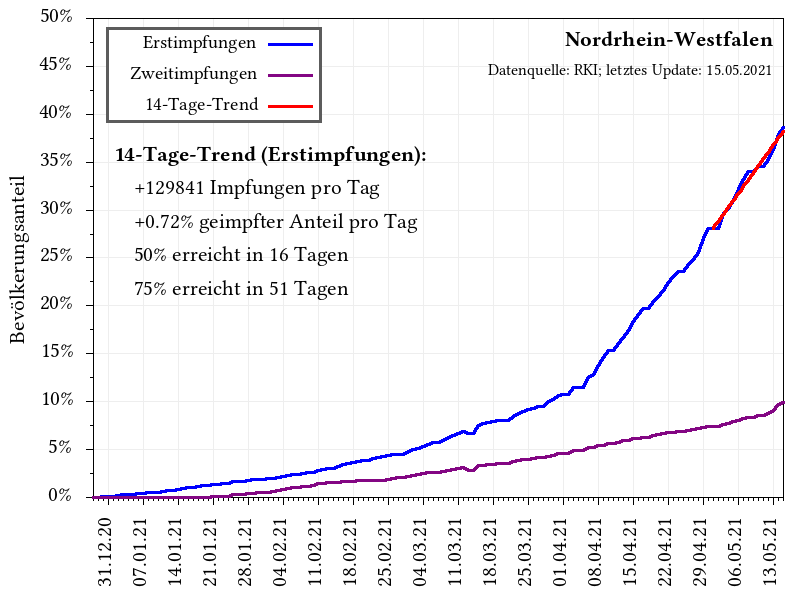 50%
45%
40%
35%
30%
25%
20%
15%
10%
5%
0%
Bevölkerungsanteil
Erstimpfungen
Zweitimpfungen
14-Tage-Trend
Nordrhein-Westfalen
Datenquelle: RKI; letztes Update: 15.05.2021
14-Tage-Trend (Erstimpfungen):
+129841 Impfungen pro Tag
+0.72% geimpfter Anteil pro Tag
50% erreicht in 16 Tagen
75% erreicht in 51 Tagen
31.12.20
07.01.21
14.01.21
21.01.21
28.01.21
04.02.21
11.02.21
18.02.21
25.02.21
04.03.21
11.03.21
18.03.21
25.03.21
01.04.21
08.04.21
15.04.21
22.04.21
29.04.21
06.05.21
13.05.21